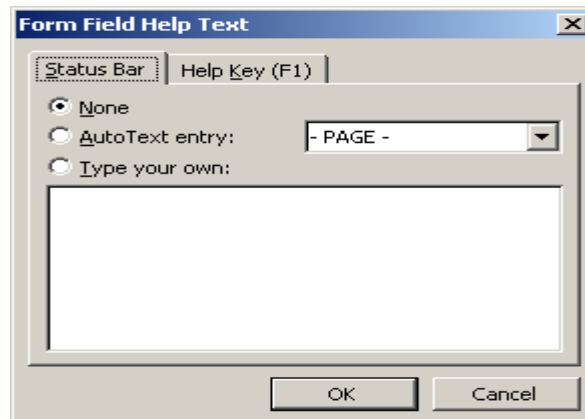 Form Field Help Text
Status Bar Help Key (F1)
None
AutoText entry: - PAGE -
Type your own:
OK Cancel